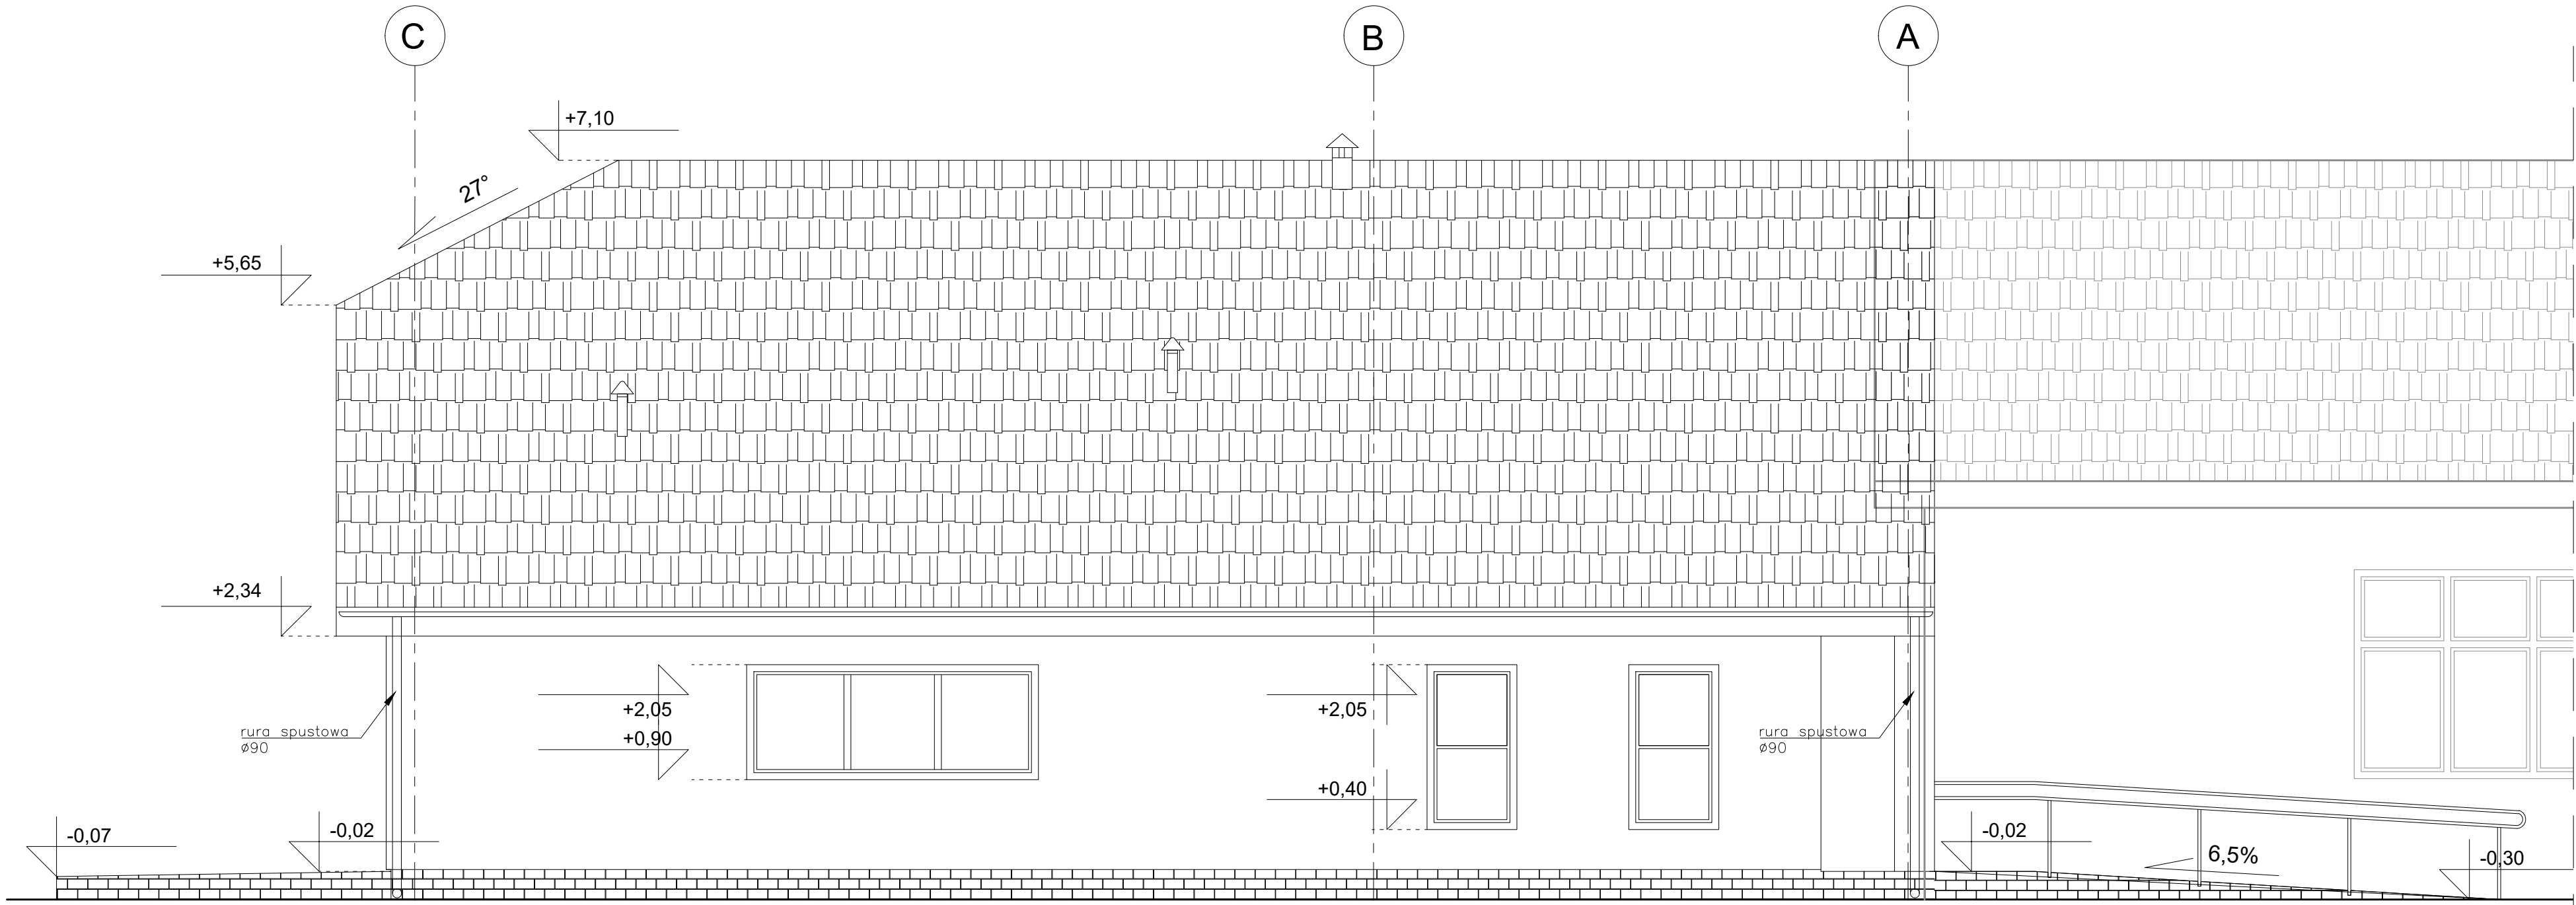 C
B
A
+7,10
27°
+5,65
+2,34
+2,05
+0,90
+2,05
+0,40
rura spustowa
ø90
rura spustowa
ø90
-0,07
-0,02
-0,02
6,5%
-0,30